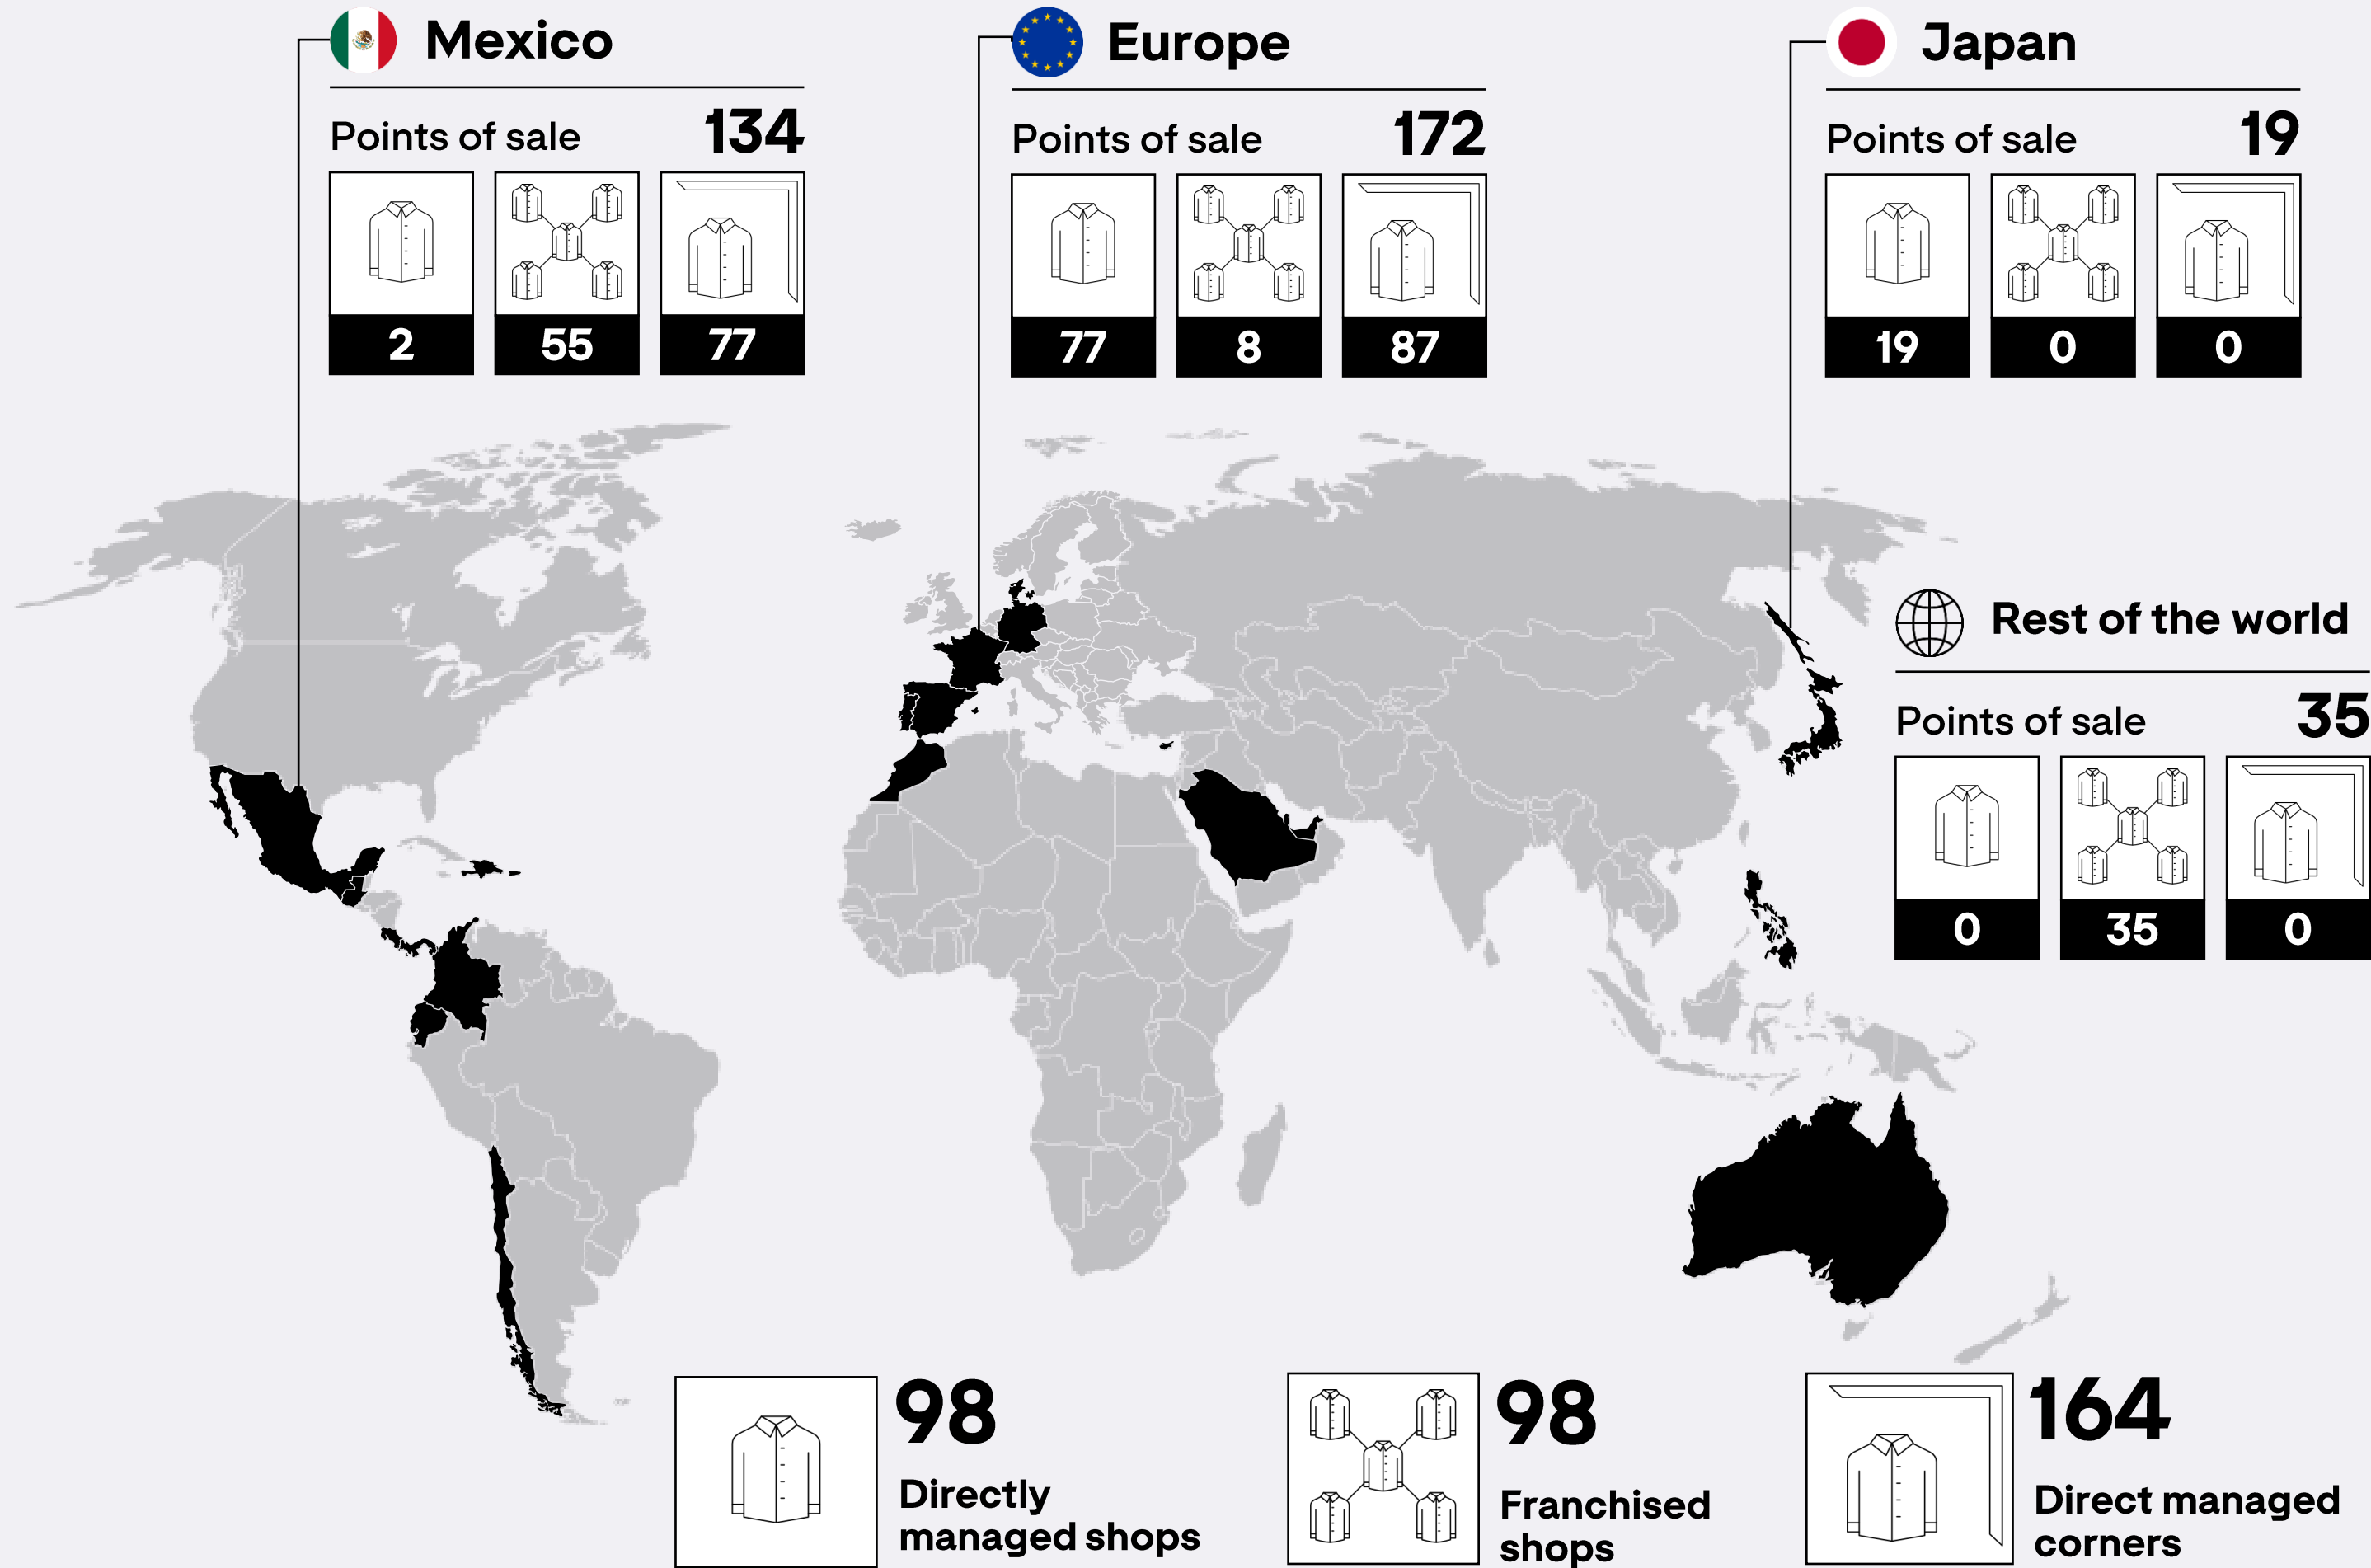 Mexico
Points of sale 134
2 55 77
Europe
Points of sale 172
77 8 87
Japan
Points of sale 19
19 0 0
Rest of the world
Points of sale 35
0 35 0
98
Directly
managed shops
98
Franchised
shops
164
Direct managed
corners